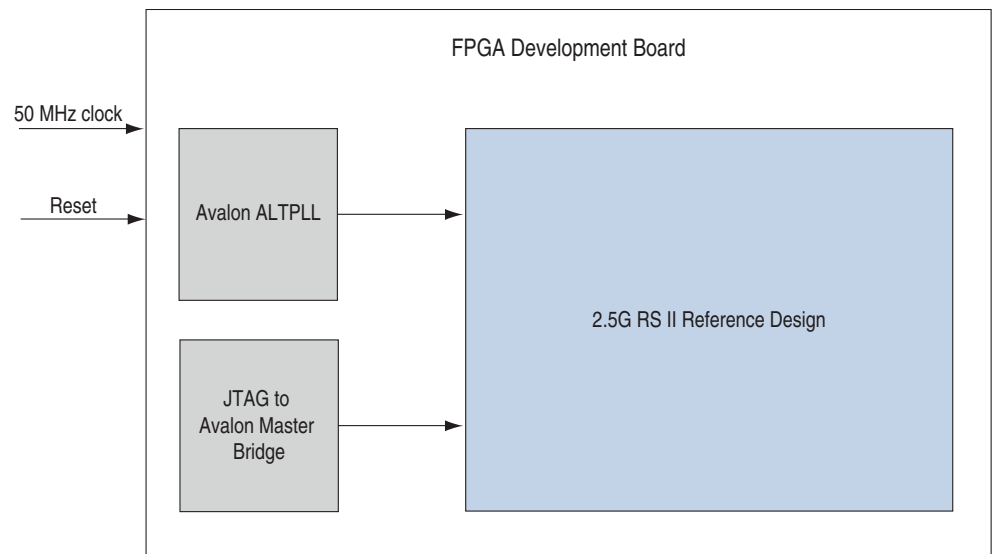 FPGA Development Board
50 MHz clock
Reset
Avalon ALTPLL
2.5G RS II Reference Design
JTAG to
Avalon Master
Bridge